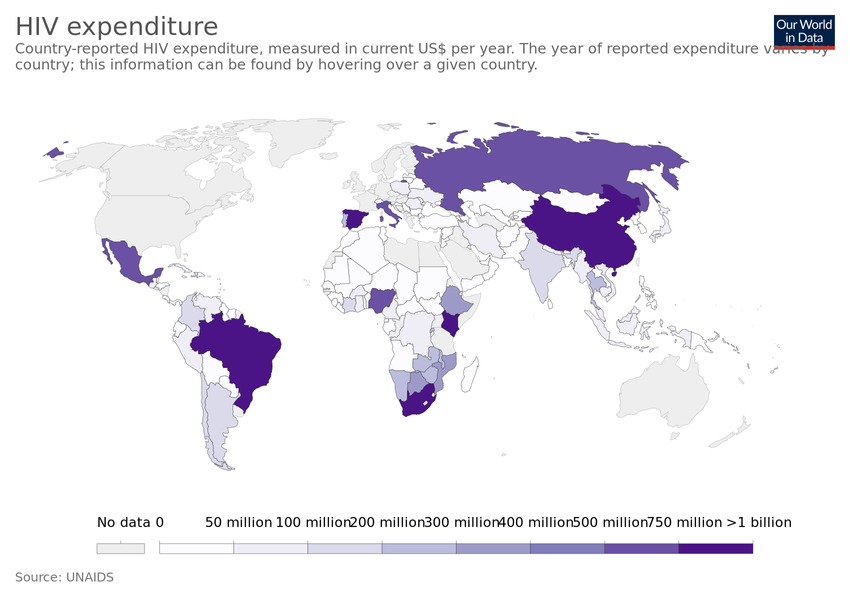 HIV expenditure
Our World
in Data
Country-reported HIV expenditure, measured in current US$ per year. The year of reported expenditure varies by
country; this information can be found by hovering over a given country.
No data 0 50 million 100 million 200 million 300 million 400 million 500 million 750 million >1 billion
Source: UNAIDS